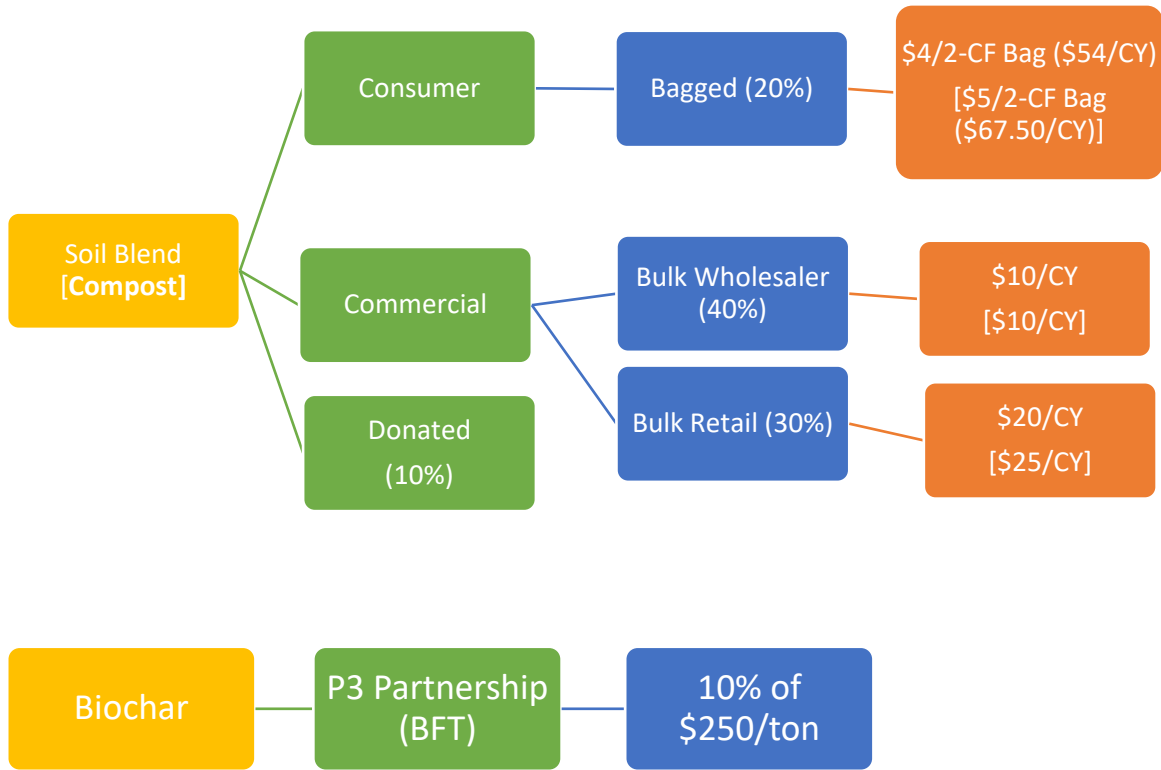 Consumer
Bagged (20%)
$4/2-CF Bag ($54/CY)
[$5/2-CF Bag
($67.50/CY)]
Soil Blend
[Compost]
Commercial
Bulk Wholesaler
(40%)
$10/CY
[$10/CY]
Bulk Retail (30%)
$20/CY
[$25/CY]
Donated
(10%)
Biochar
P3 Partnership
(BFT)
10% of
$250/ton